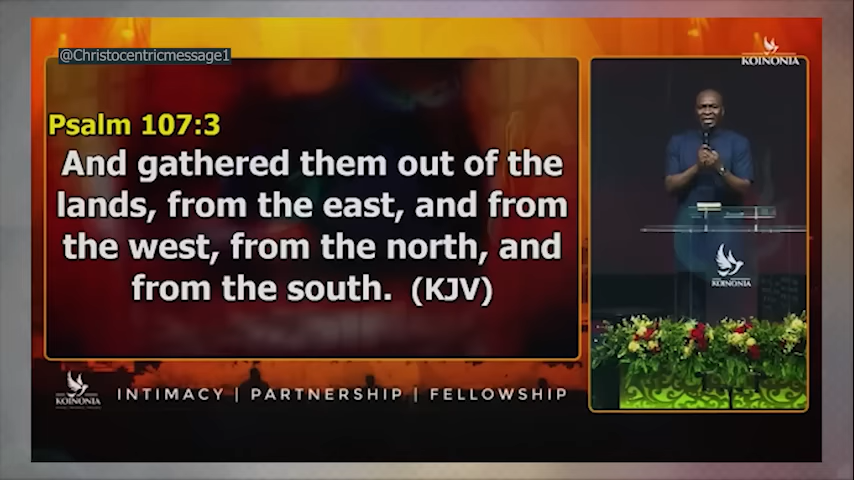 @Christocentricmessage1
KOINONIA
Psalm 107:3
And gathered them out of the
lands, from the east, and from
the west, from the north, and
from the south. (KJV)
KOINONIA
KOINONIA
INTIMACY | PARTNERSHIP | FELLOWSHIP